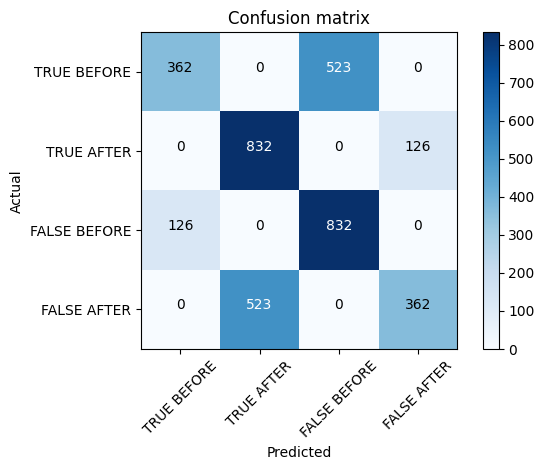 Confusion matrix
TRUE BEFORE 362 0 523 0
TRUE AFTER 0 832 0 126
FALSE BEFORE 126 0 832 0
FALSE AFTER 0 523 0 362
Actual
TRUE BEFORE TRUE AFTER FALSE BEFORE FALSE AFTER
Predicted
800
700
600
500
400
300
200
100
0